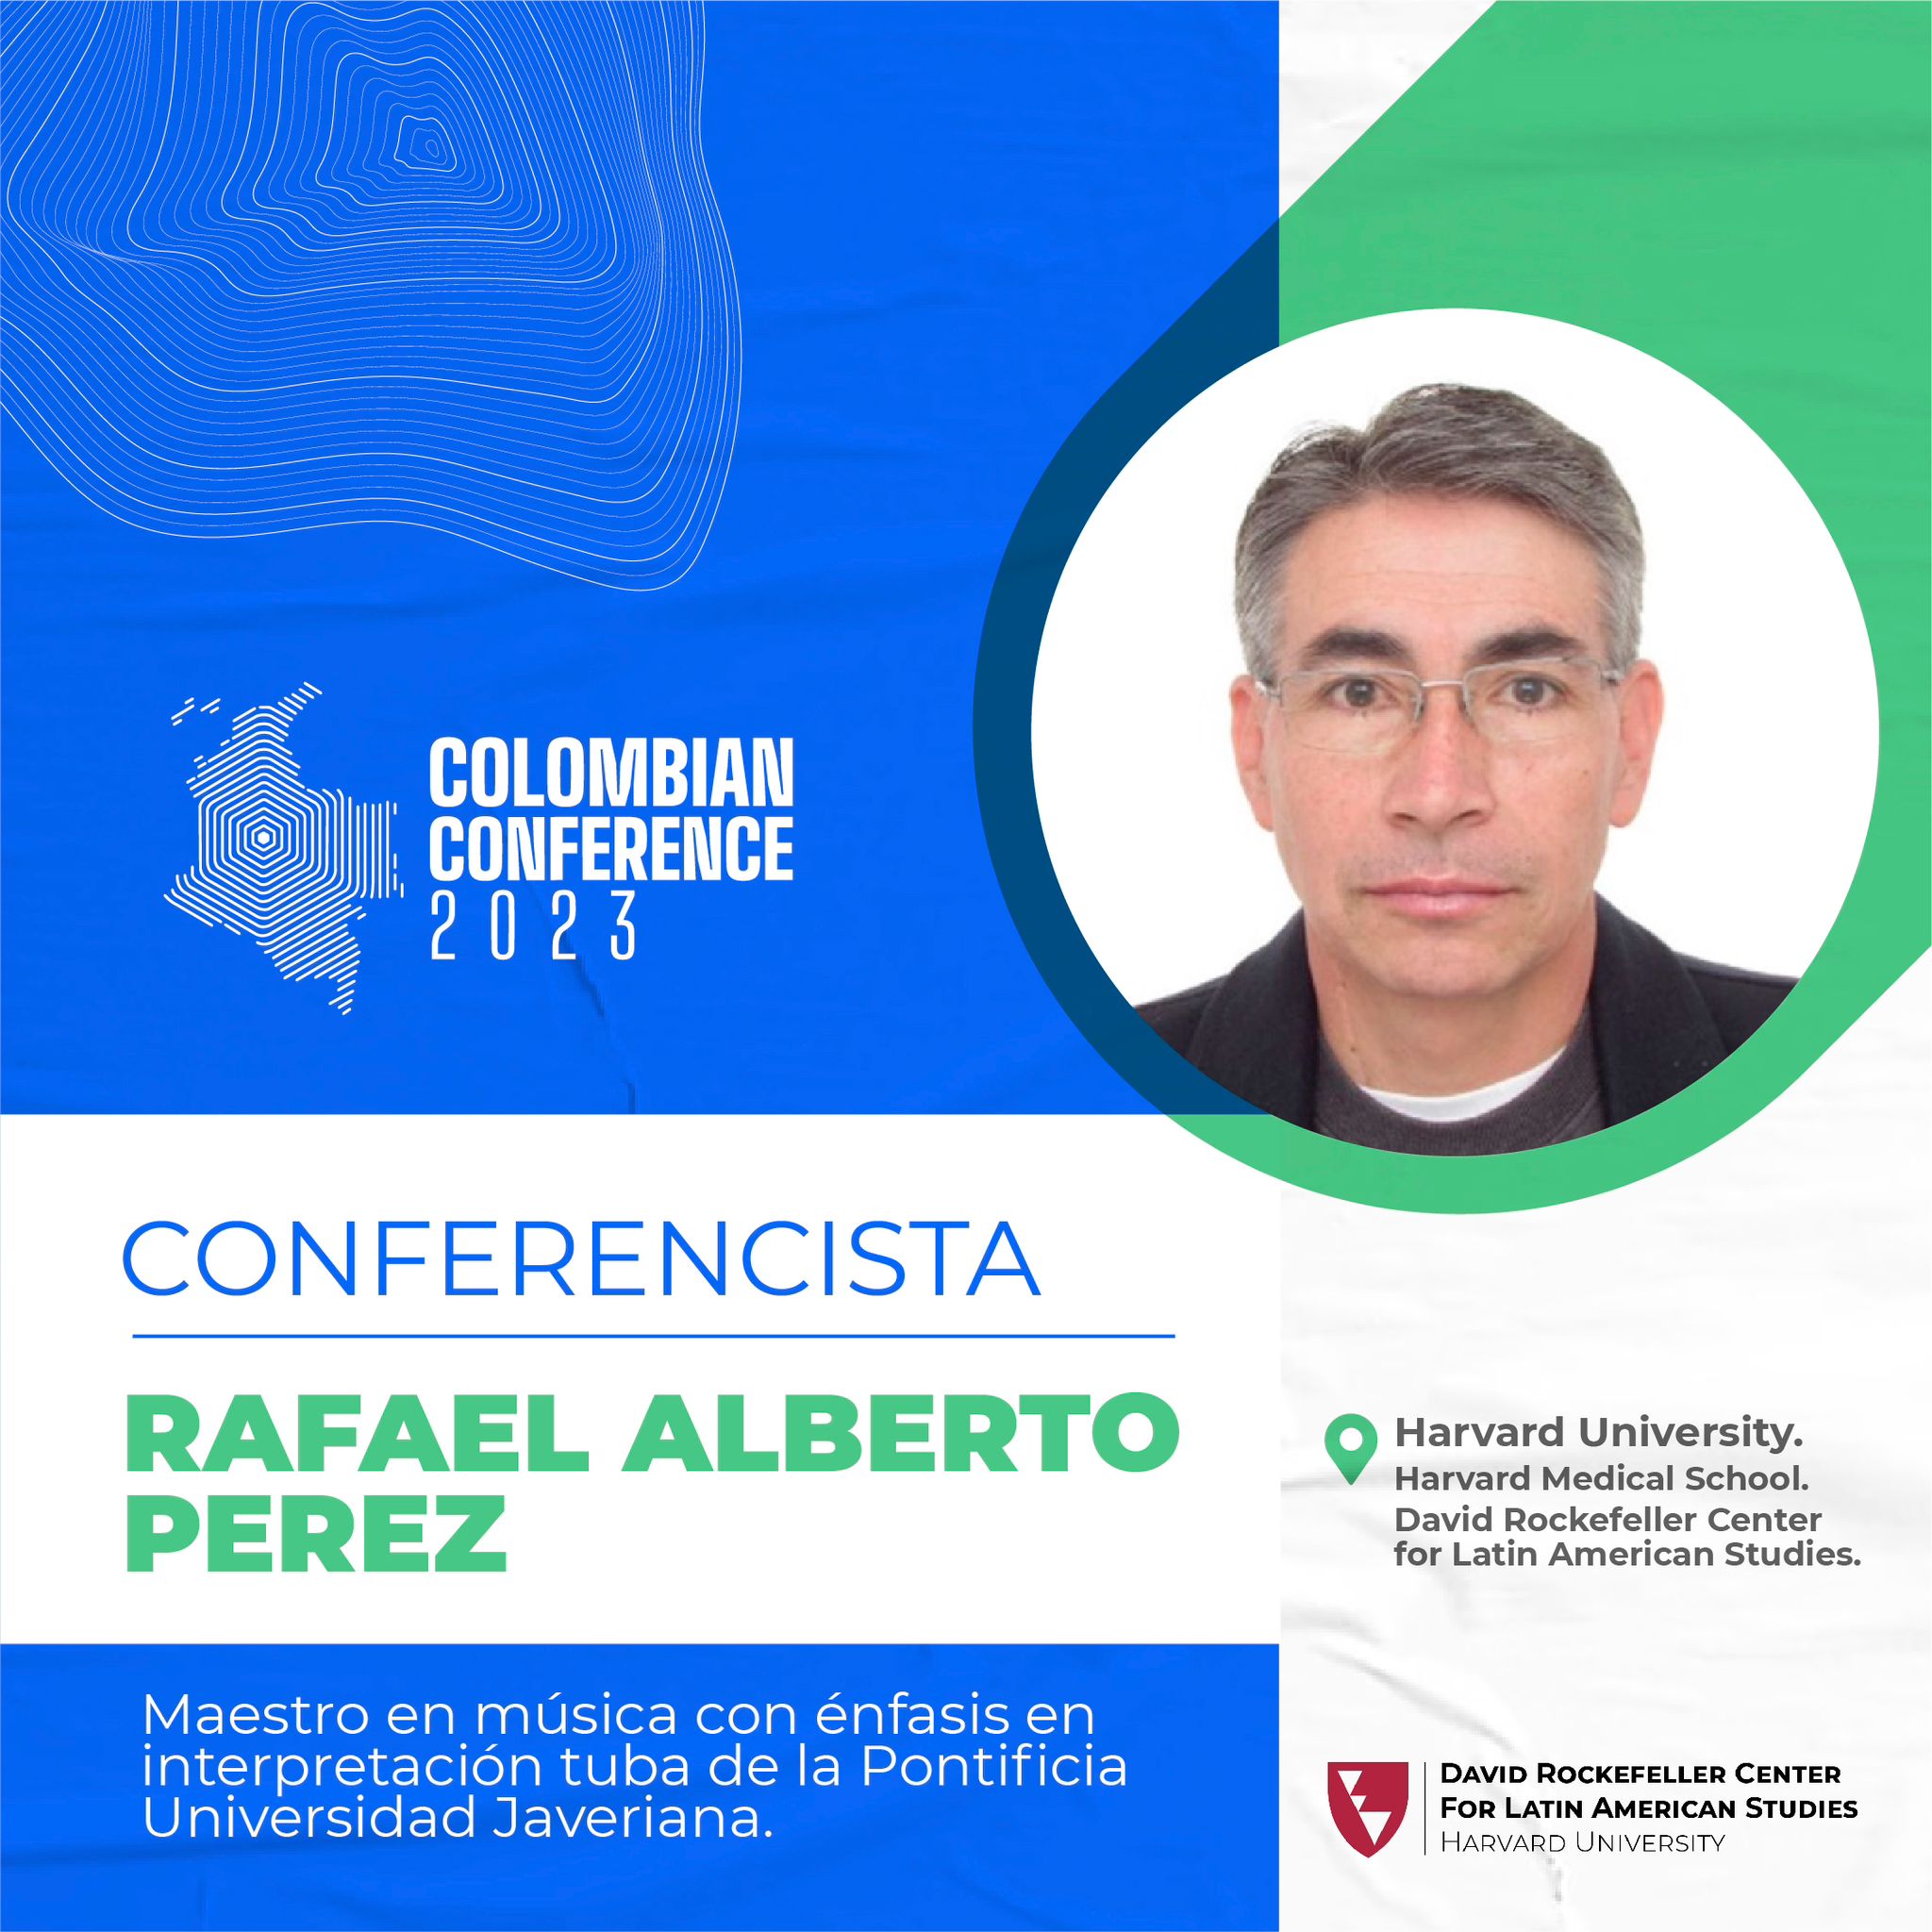 COLOMBIAN
CONFERENCE
2023
CONFERENCISTA
RAFAEL ALBERTO
PEREZ
Maestro en música con énfasis en
interpretación tuba de la Pontificia
Universidad Javeriana.
Harvard University.
Harvard Medical School.
David Rockefeller Center
for Latin American Studies.
DAVID ROCKEFELLER CENTER
FOR LATIN AMERICAN STUDIES
HARVARD UNIVERSITY